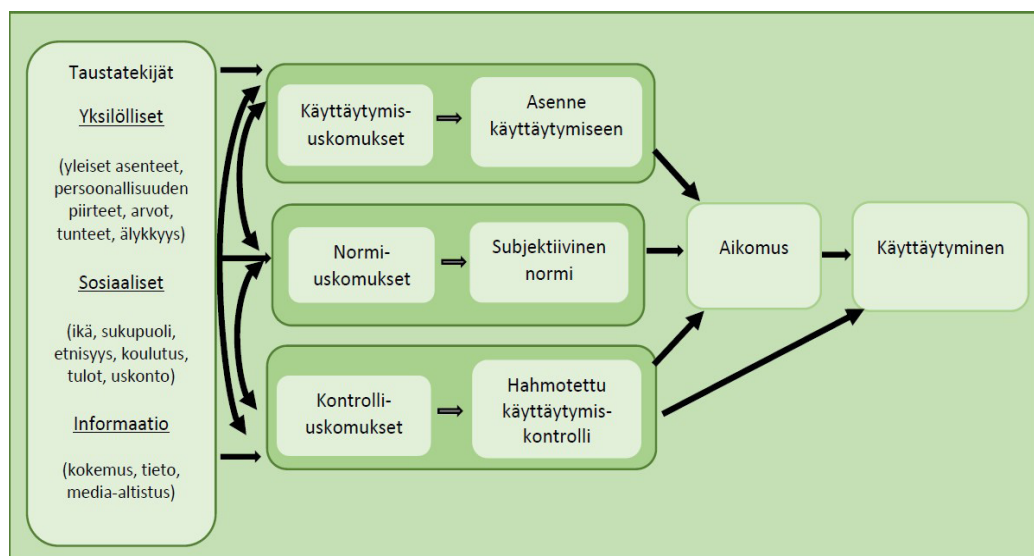 Taustatekijät
Yksilölliset
(yleiset asenteet,
persoonallisuuden
piirteet, arvot,
tunteet, älykkyys)
Sosiaaliset
(ikä, sukupuoli,
etnisyys, koulutus,
tulot, uskonto)
Informaatio
(kokemus, tieto,
media-altistus)
Käyttäytymis-
uskomukset
Asenne
käyttäytymiseen
Normi-
uskomukset
Subjektiivinen
normi
Kontrolli-
uskomukset
Hahmotettu
käyttäytymis-
kontrolli
Aikomus
Käyttäytyminen